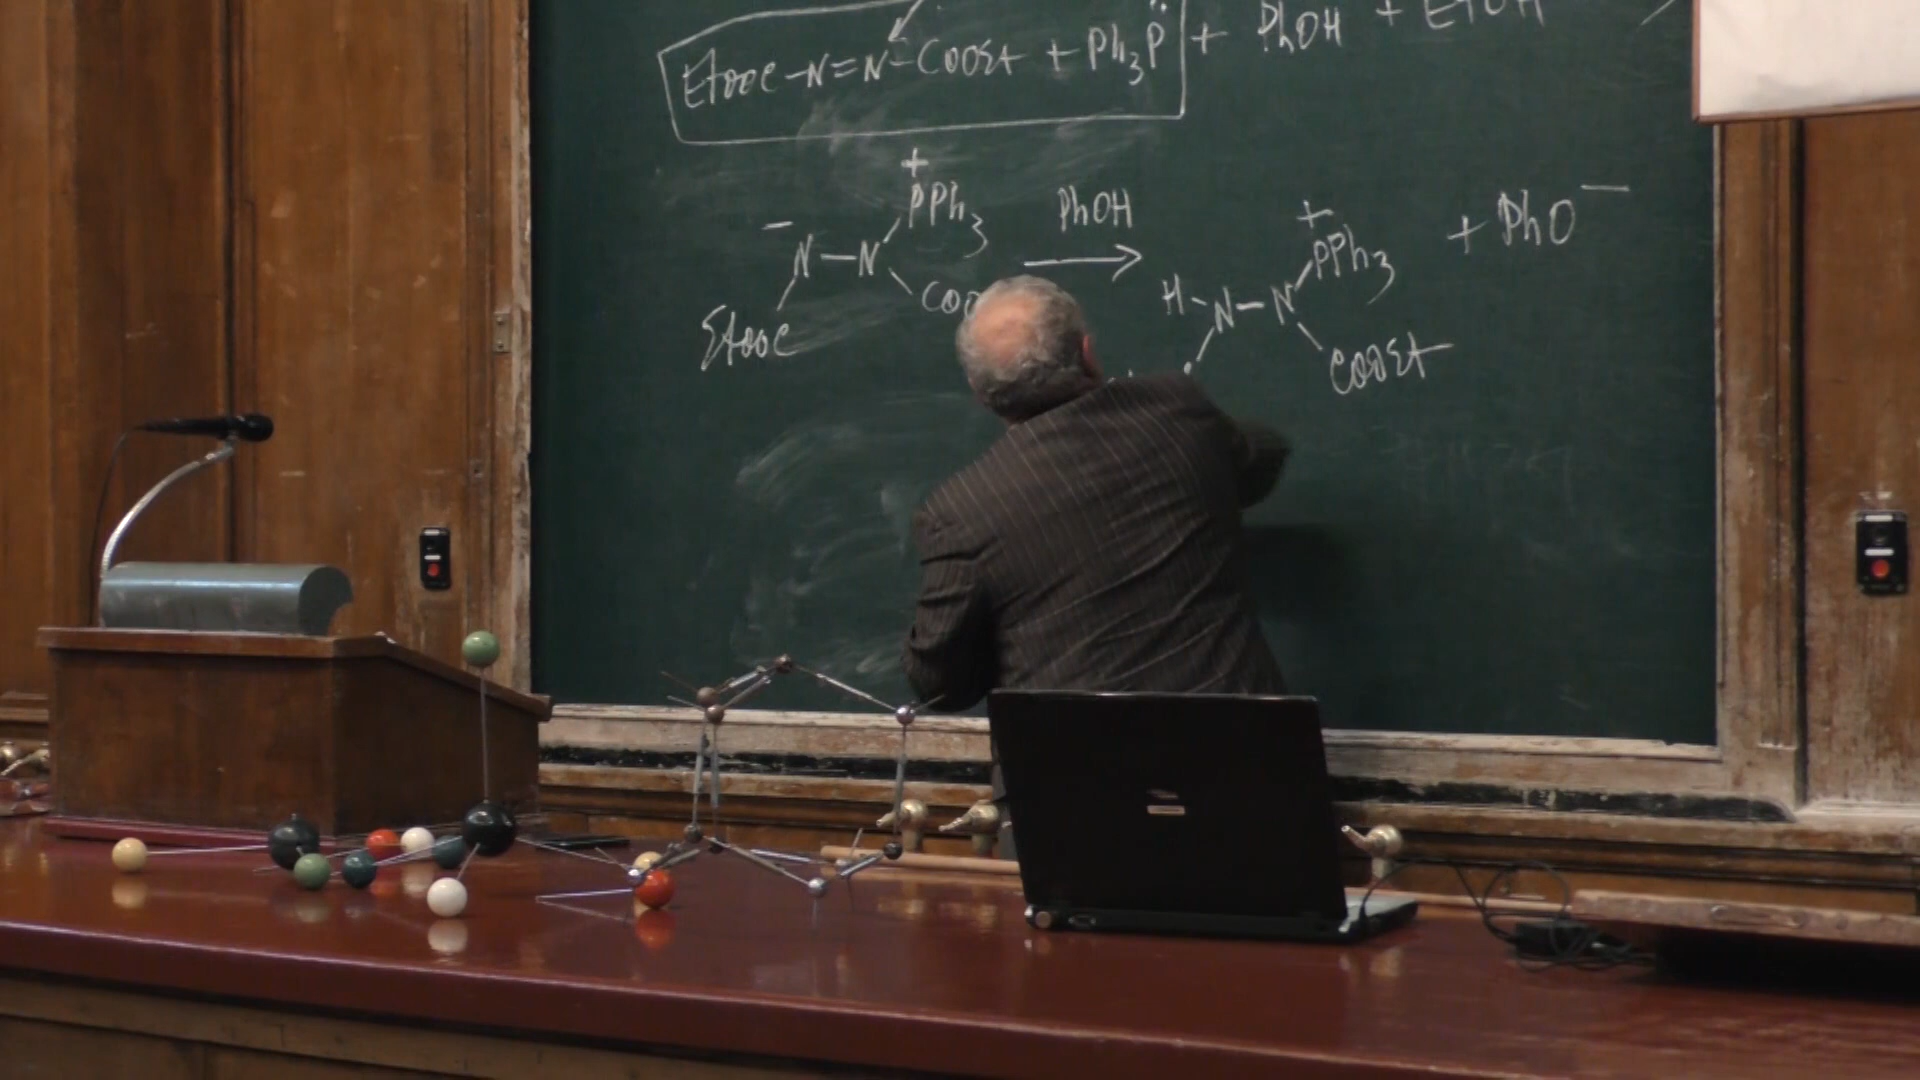 EtOOC-N=N-COOEt + Ph₃P̈ + PhOH + EtOH
+
PPh₃ PhOH + PPh₃ + PhO⁻
⁻N-N → H-N-N
EtOOC COO COOEt